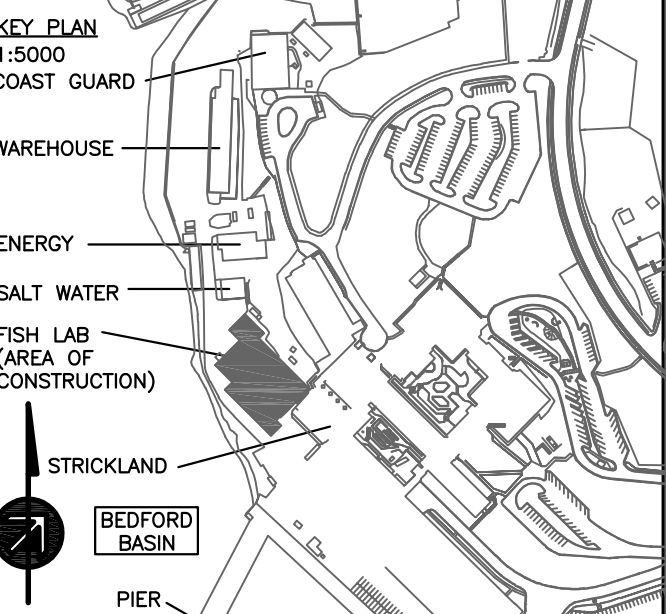 KEY PLAN
1:5000
COAST GUARD
WAREHOUSE
ENERGY
SALT WATER
FISH LAB
(AREA OF
CONSTRUCTION)
STRICKLAND
BEDFORD
BASIN
PIER